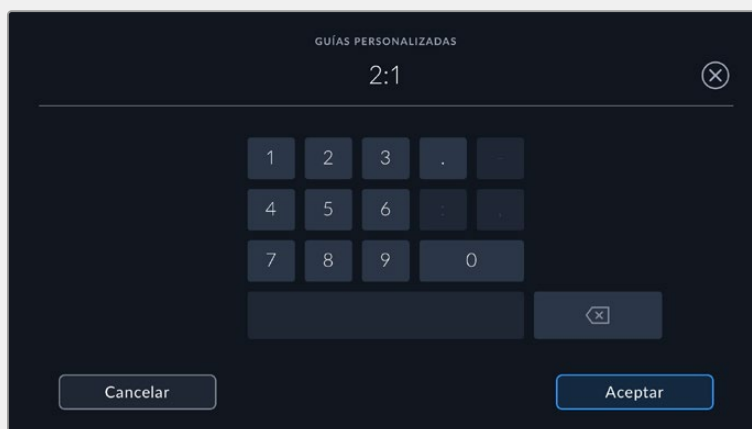 GUÍAS PERSONALIZADAS
2:1
1 2 3 . -
4 5 6 : ,
7 8 9 0
Cancelar Aceptar